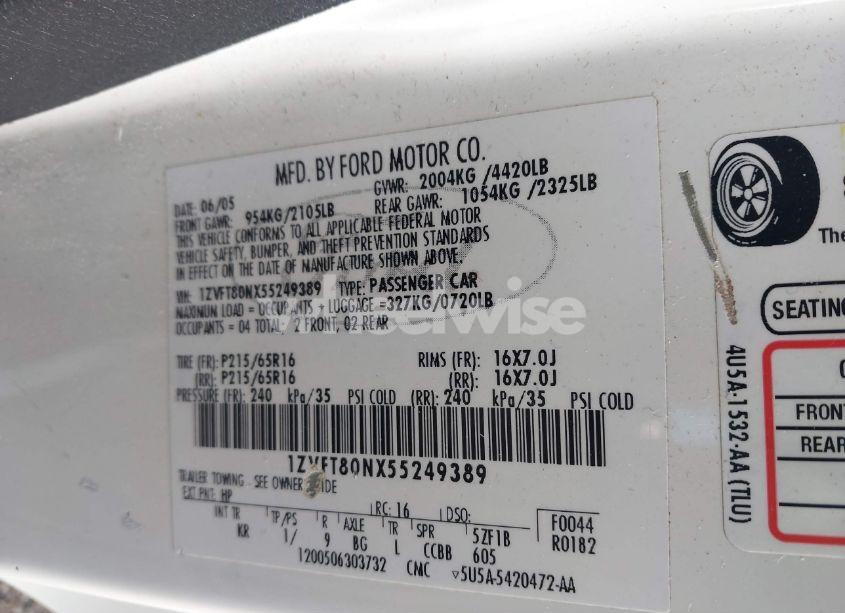 MFD. BY FORD MOTOR CO.
DATE: 06/05 GVWR: 2004KG /4420LB
FRONT GAWR: 954KG/2105LB REAR GAWR: 1054KG /2325LB
THIS VEHICLE CONFORMS TO ALL APPLICABLE FEDERAL MOTOR
VEHICLE SAFETY, BUMPER, AND THEFT PREVENTION STANDARDS
IN EFFECT ON THE DATE OF MANUFACTURE SHOWN ABOVE.
VIN: 1ZVFT80NX55249389 TYPE: PASSENGER CAR
MAXIMUM LOAD = OCCUPANTS + LUGGAGE =327KG/0720LB
OCCUPANTS = 04 TOTAL; 2 FRONT, 02 REAR
TIRE (FR): P215/65R16 RIMS (FR): 16X7.0J
(RR): P215/65R16 (RR): 16X7.0J
PRESSURE (FR): 240 kPa/35 PSI COLD (RR): 240 kPa/35 PSI COLD
1ZVFT80NX55249389
TRAILER TOWING - SEE OWNER
EXT PNT: HP RC: 16 DSO: F0044
INT TR TP/PS R AXLE TR SPR 5ZF1B R0182
KR 1/ 9 BG L CCBB 605
1200506303732 CMC ▽5U5A-5420472-AA
wheelwise
The
SEATING
FRONT
REAR
4U5A-1532-AA (TLU)